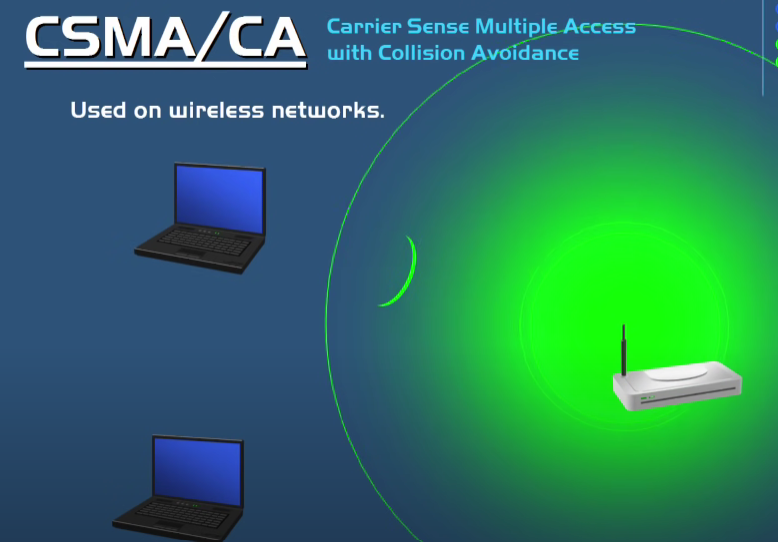 CSMA/CA
Carrier Sense Multiple Access
with Collision Avoidance
Used on wireless networks.